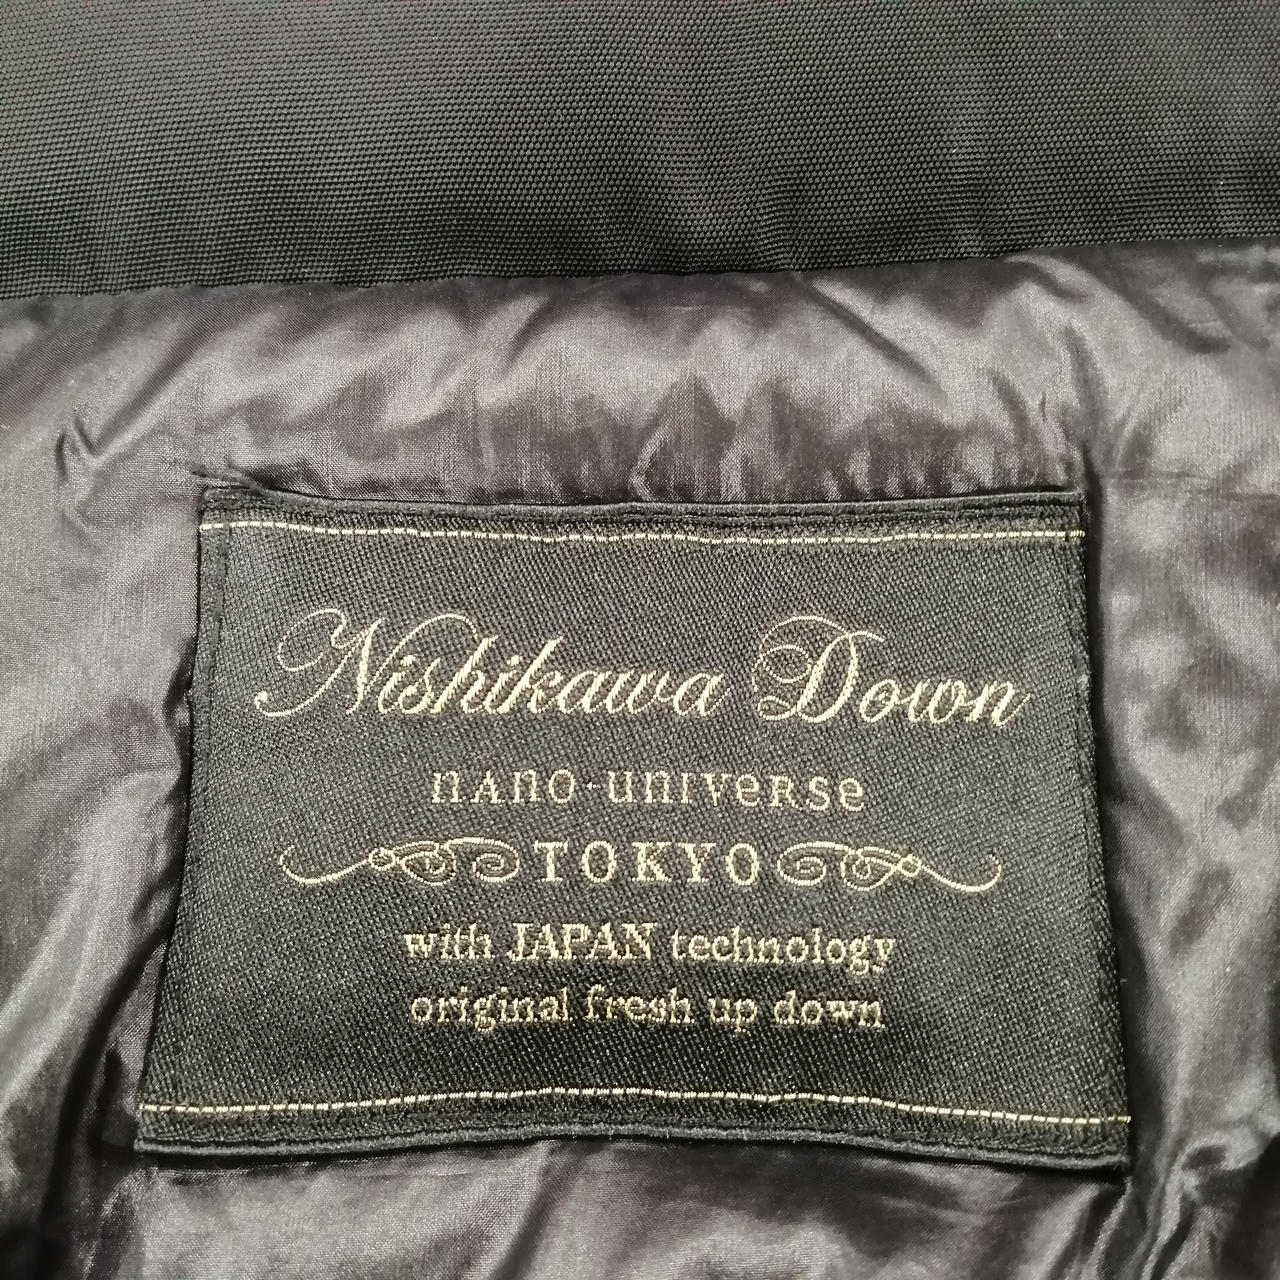 Nishikawa Down
nAno·unIveRse
TOKYO
with JAPAN technology
original fresh up down